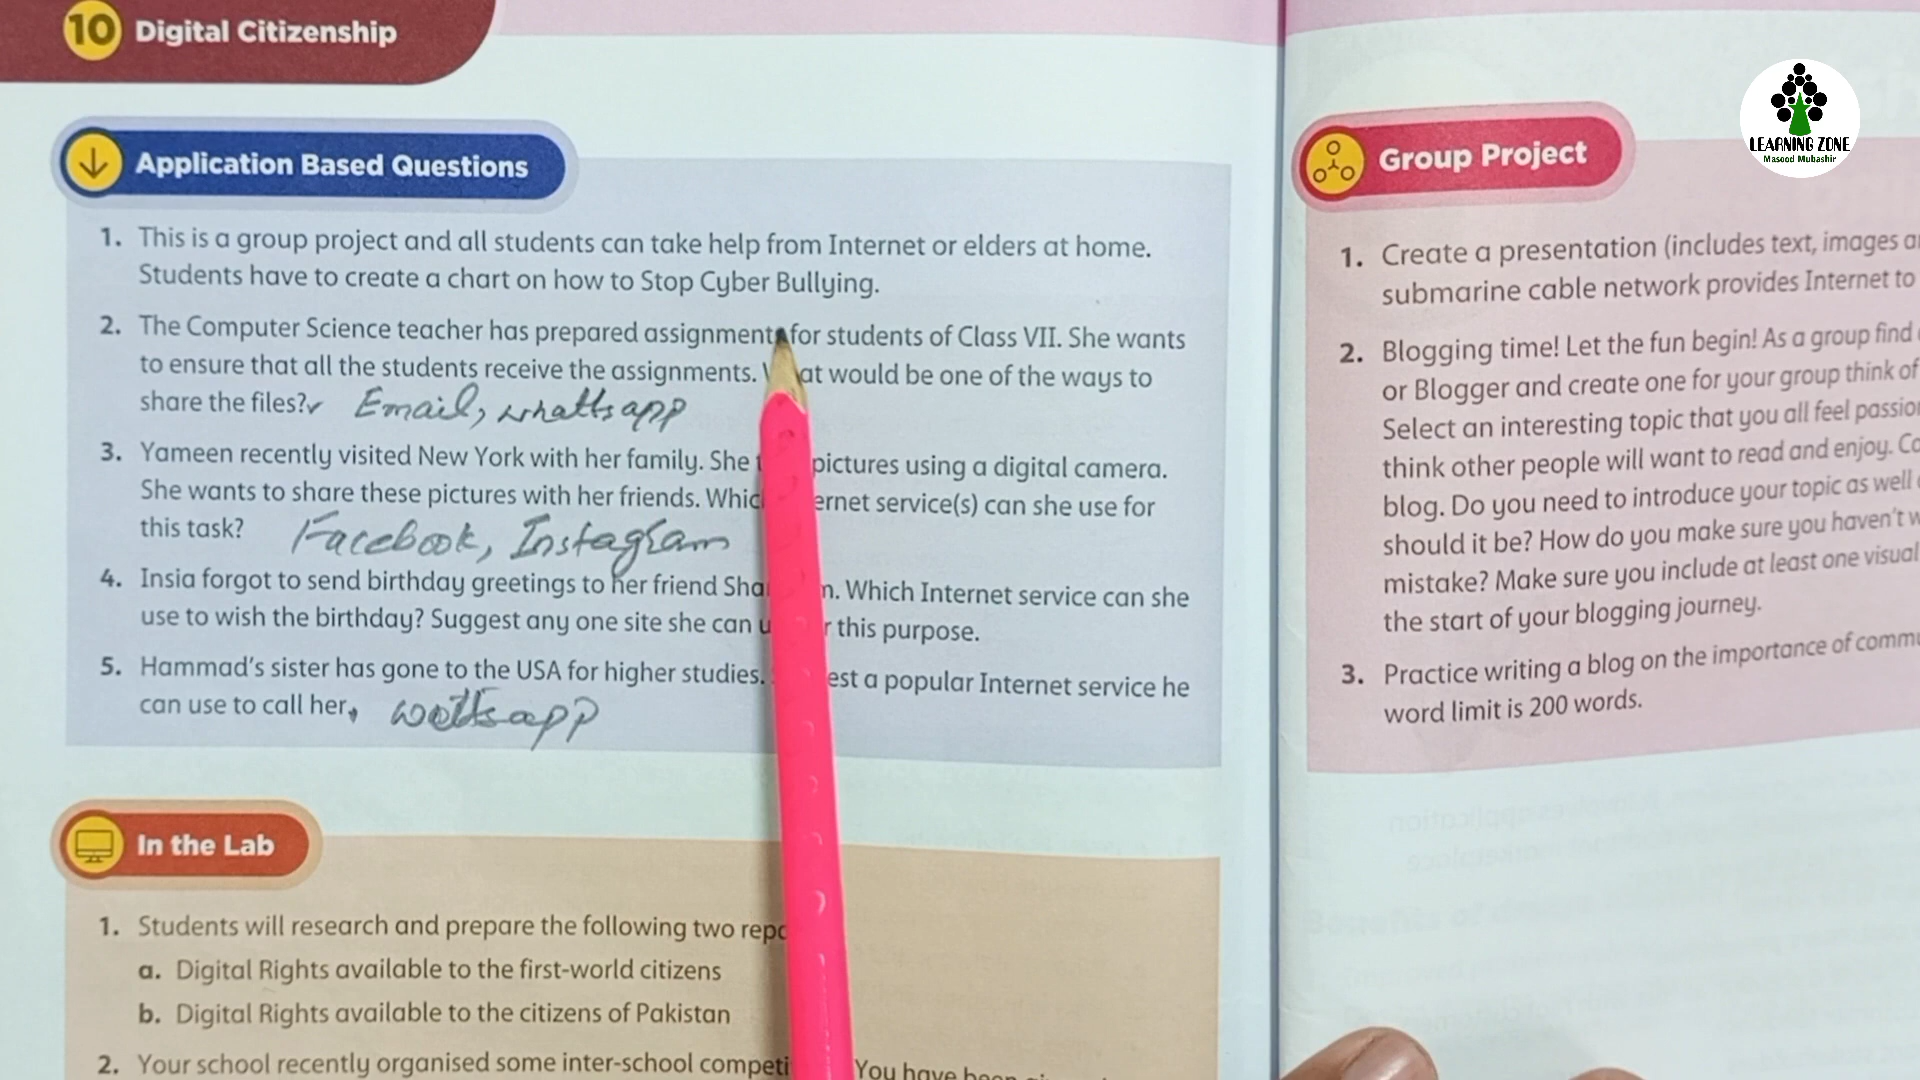 10 Digital Citizenship
Application Based Questions
1. This is a group project and all students can take help from Internet or elders at home.
Students have to create a chart on how to Stop Cyber Bullying.
2. The Computer Science teacher has prepared assignments for students of Class VII. She wants
to ensure that all the students receive the assignments. at would be one of the ways to
share the files? Email, whattsapp
3. Yameen recently visited New York with her family. She pictures using a digital camera.
She wants to share these pictures with her friends. Whic ernet service(s) can she use for
this task? Facebook, Instagram
4. Insia forgot to send birthday greetings to her friend Sha n. Which Internet service can she
use to wish the birthday? Suggest any one site she can u r this purpose.
5. Hammad's sister has gone to the USA for higher studies. est a popular Internet service he
can use to call her. wattsapp
In the Lab
1. Students will research and prepare the following two repo
a. Digital Rights available to the first-world citizens
b. Digital Rights available to the citizens of Pakistan
2. Your school recently organised some inter-school competi You have been
LEARNING ZONE
Masood Mubashir
Group Project
1. Create a presentation (includes text, images a
submarine cable network provides Internet to
2. Blogging time! Let the fun begin! As a group find
or Blogger and create one for your group think of
Select an interesting topic that you all feel passio
think other people will want to read and enjoy. Co
blog. Do you need to introduce your topic as well
should it be? How do you make sure you haven't w
mistake? Make sure you include at least one visual
the start of your blogging journey.
3. Practice writing a blog on the importance of commu
word limit is 200 words.